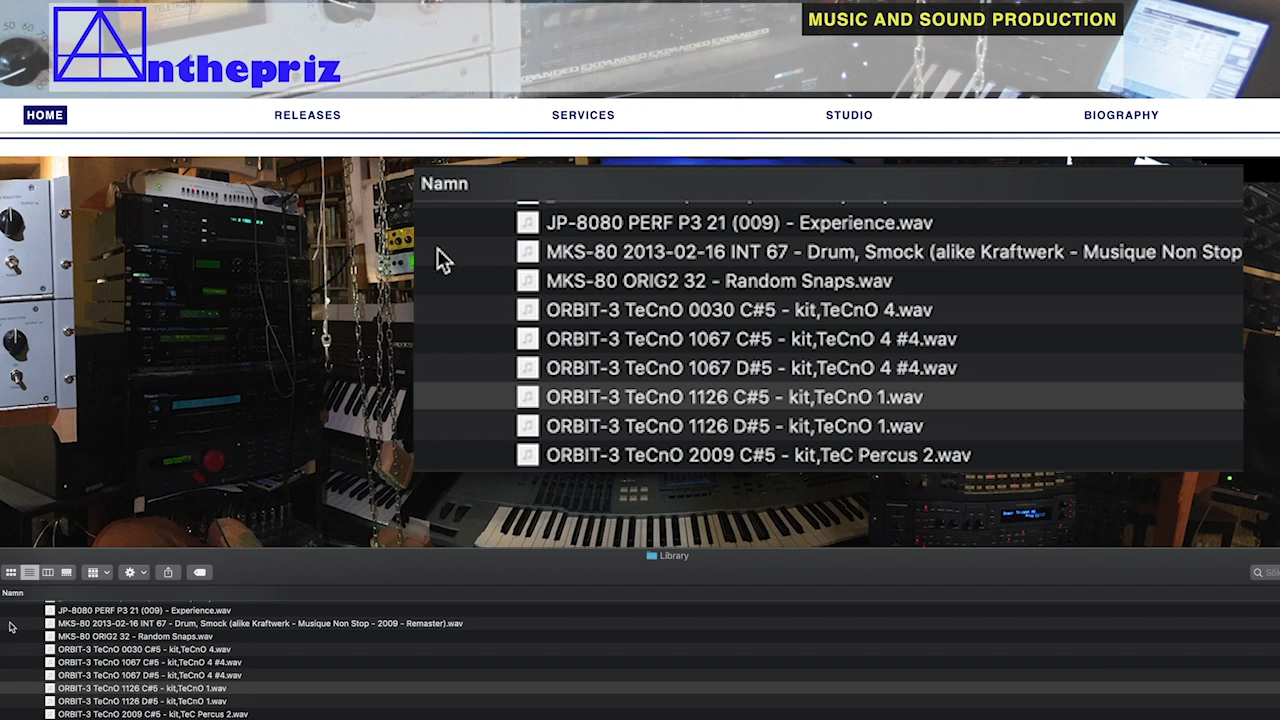 Anthepriz
MUSIC AND SOUND PRODUCTION
HOME
RELEASES
SERVICES
STUDIO
BIOGRAPHY
Namn
JP-8080 PERF P3 21 (009) - Experience.wav
MKS-80 2013-02-16 INT 67 - Drum, Smock (alike Kraftwerk - Musique Non Stop
MKS-80 ORIG2 32 - Random Snaps.wav
ORBIT-3 TeCnO 0030 C#5 - kit,TeCnO 4.wav
ORBIT-3 TeCnO 1067 C#5 - kit,TeCnO 4 #4.wav
ORBIT-3 TeCnO 1067 D#5 - kit,TeCnO 4 #4.wav
ORBIT-3 TeCnO 1126 C#5 - kit,TeCnO 1.wav
ORBIT-3 TeCnO 1126 D#5 - kit,TeCnO 1.wav
ORBIT-3 TeCnO 2009 C#5 - kit,TeC Percus 2.wav
Library
Sök
Namn
JP-8080 PERF P3 21 (009) - Experience.wav
MKS-80 2013-02-16 INT 67 - Drum, Smock (alike Kraftwerk - Musique Non Stop - 2009 - Remaster).wav
MKS-80 ORIG2 32 - Random Snaps.wav
ORBIT-3 TeCnO 0030 C#5 - kit,TeCnO 4.wav
ORBIT-3 TeCnO 1067 C#5 - kit,TeCnO 4 #4.wav
ORBIT-3 TeCnO 1067 D#5 - kit,TeCnO 4 #4.wav
ORBIT-3 TeCnO 1126 C#5 - kit,TeCnO 1.wav
ORBIT-3 TeCnO 1126 D#5 - kit,TeCnO 1.wav
ORBIT-3 TeCnO 2009 C#5 - kit,TeC Percus 2.wav